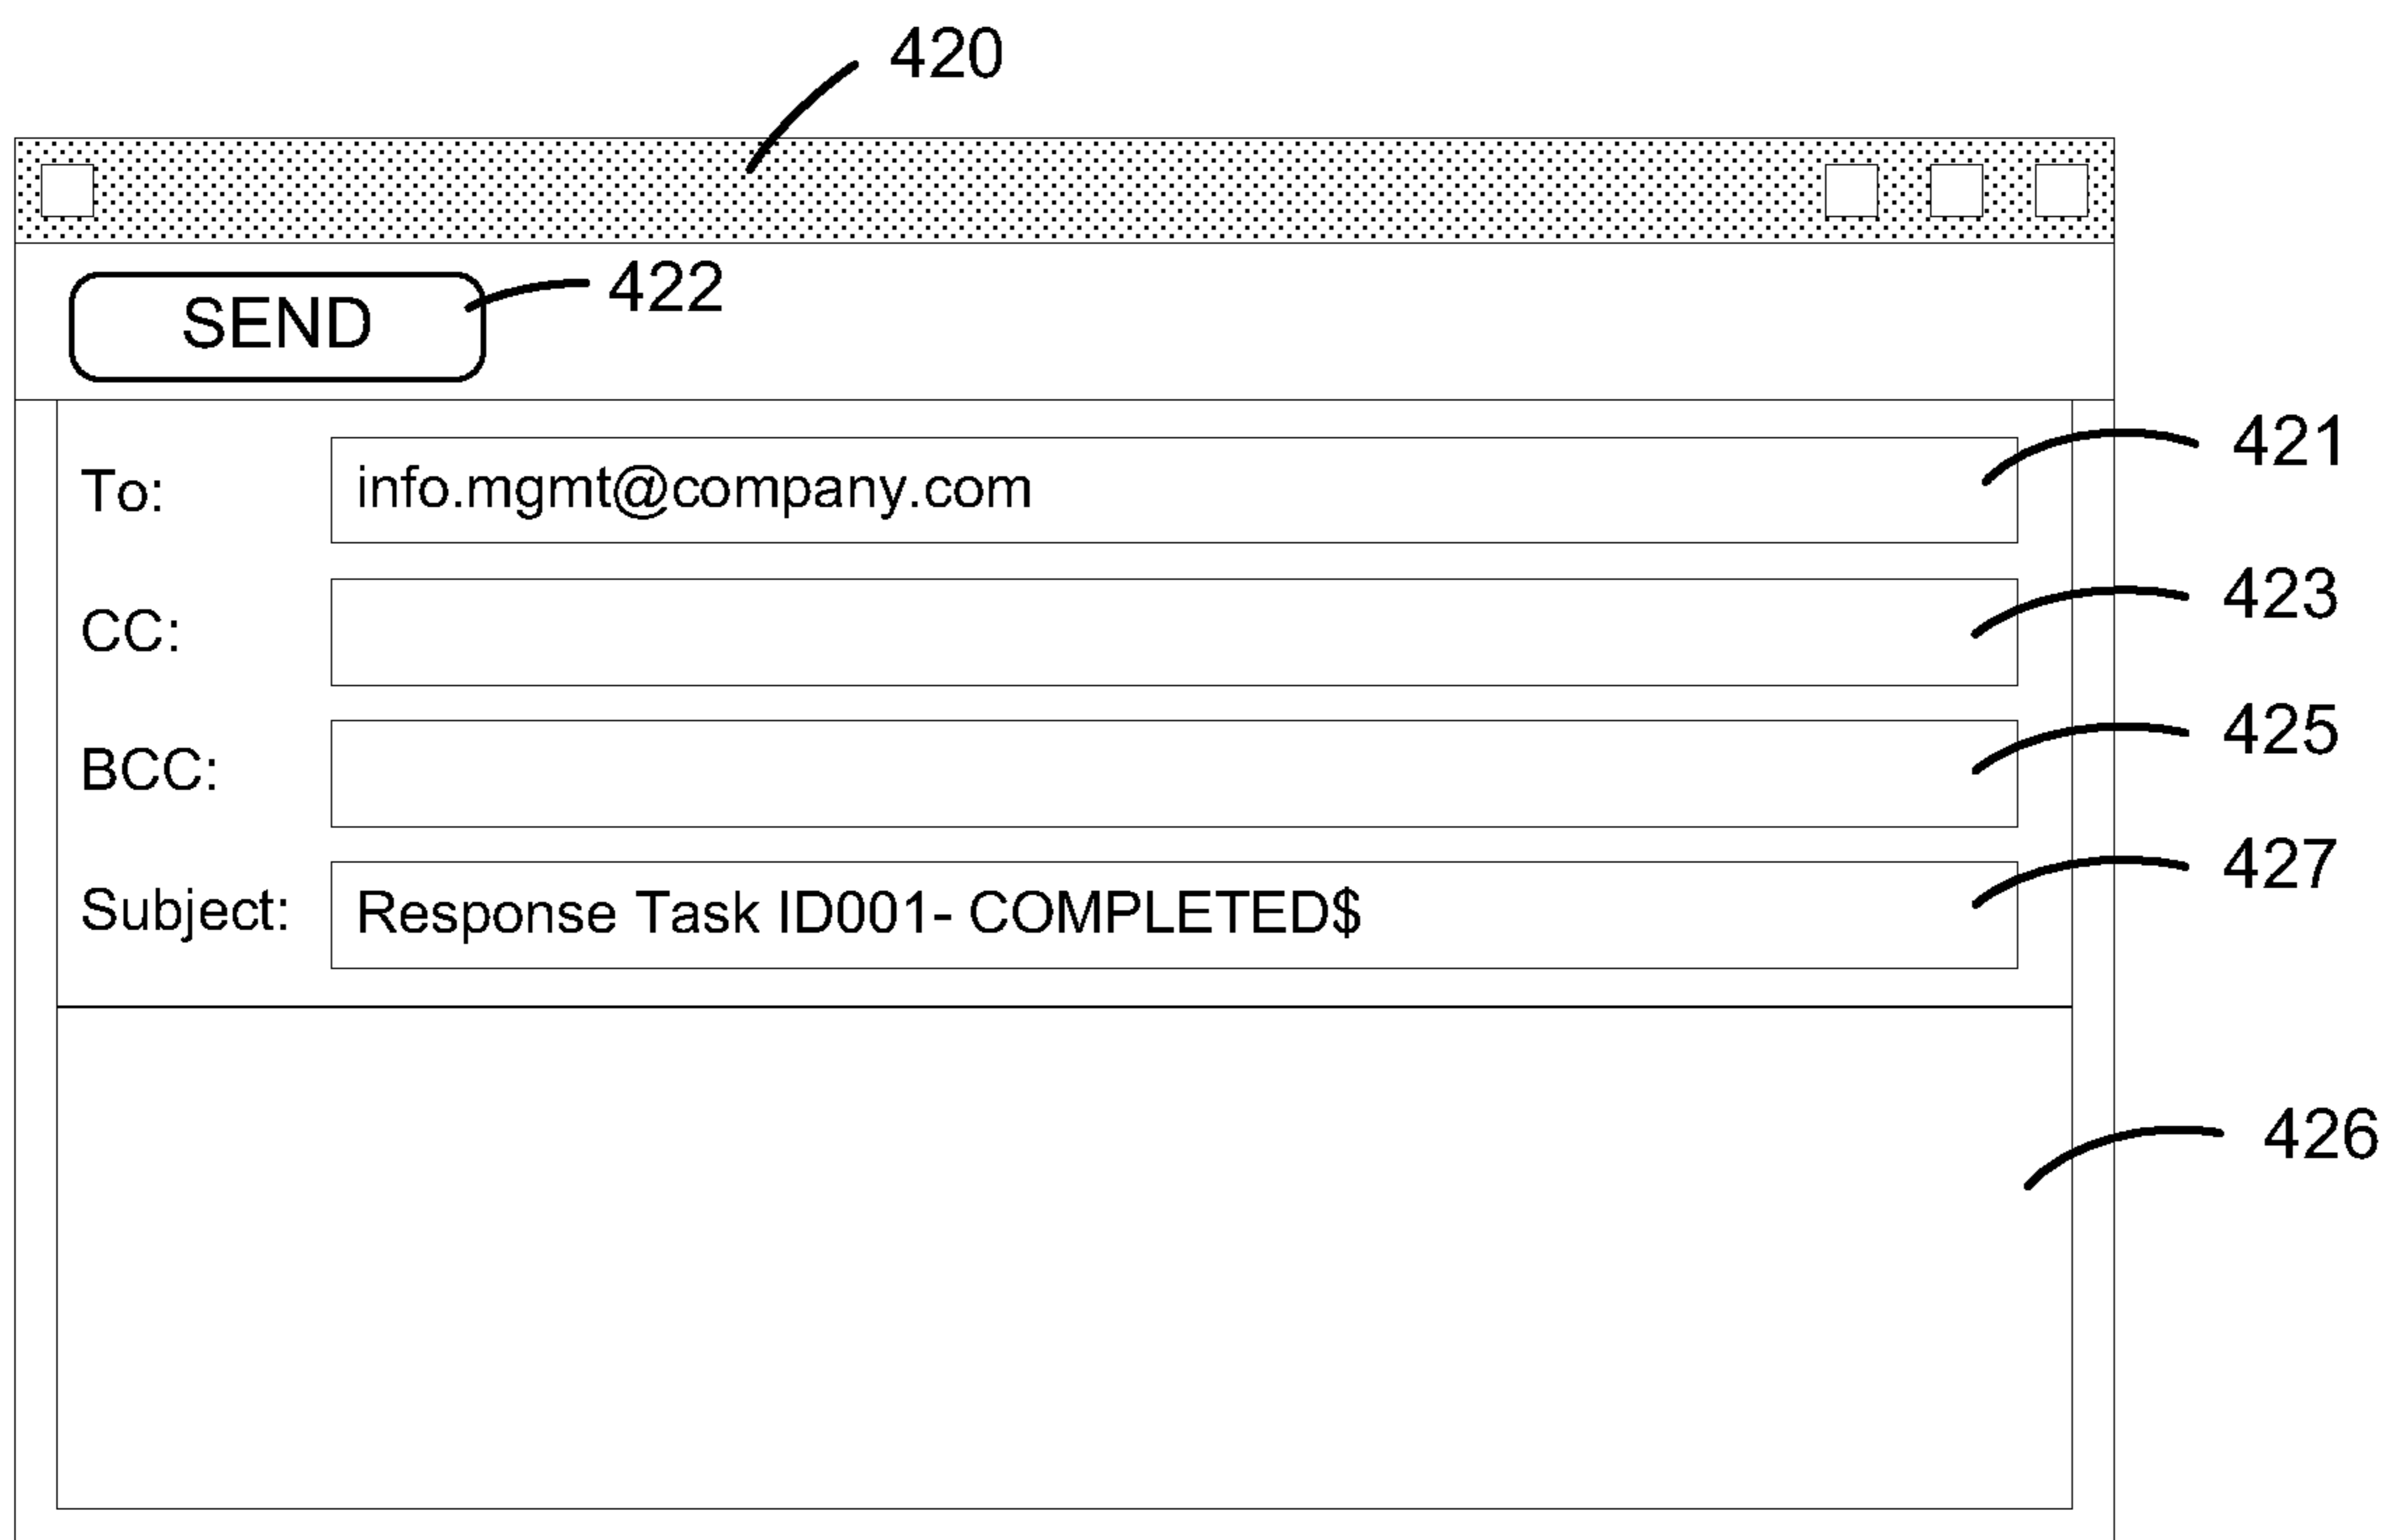 420
SEND 422
To: info.mgmt@company.com 421
CC: 423
BCC: 425
Subject: Response Task ID001- COMPLETED$ 427
426